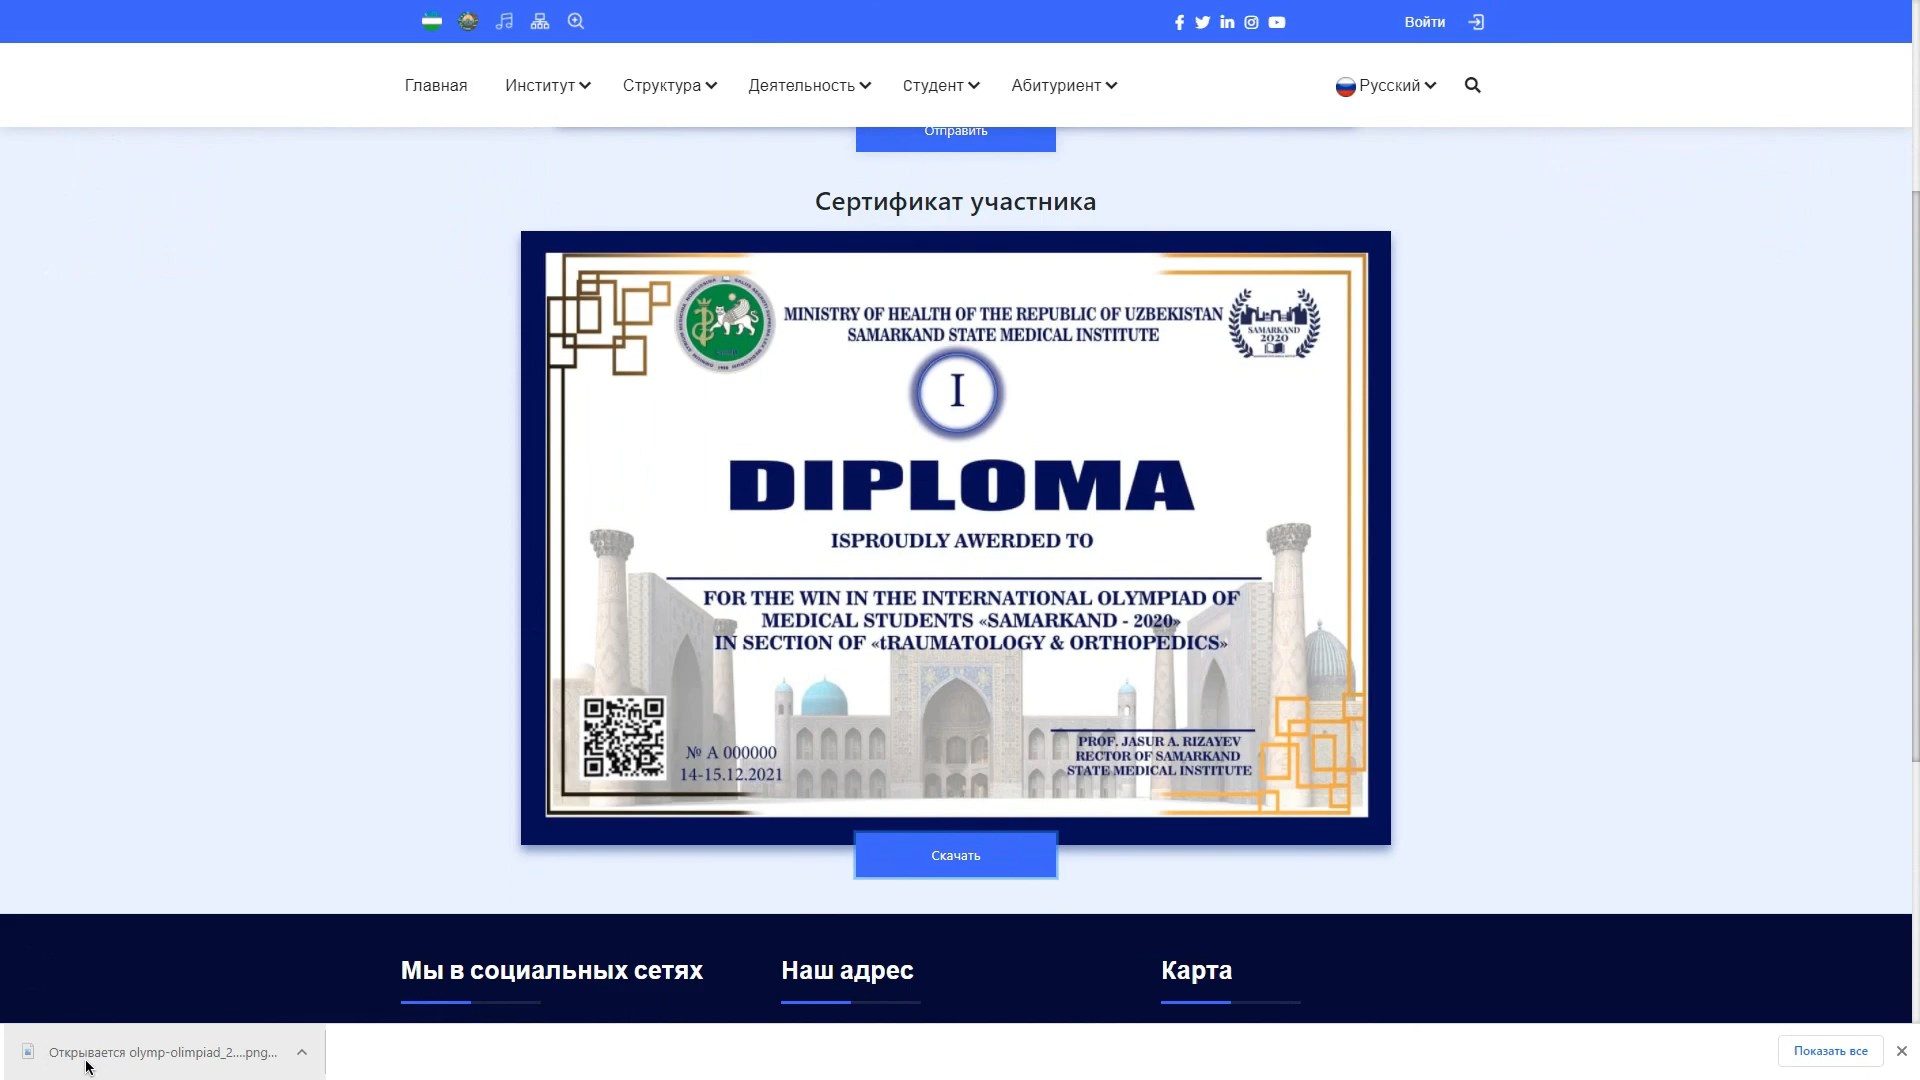 Войти
Главная Институт Структура Деятельность Студент Абитуриент Русский
Отправить
Сертификат участника
MINISTRY OF HEALTH OF THE REPUBLIC OF UZBEKISTAN
SAMARKAND STATE MEDICAL INSTITUTE
SAMARKAND
2020
I
DIPLOMA
ISPROUDLY AWERDED TO
FOR THE WIN IN THE INTERNATIONAL OLYMPIAD OF
MEDICAL STUDENTS «SAMARKAND - 2020»
IN SECTION OF «tRAUMATOLOGY & ORTHOPEDICS»
№ A 000000
14-15.12.2021
PROF. JASUR A. RIZAYEV
RECTOR OF SAMARKAND
STATE MEDICAL INSTITUTE
Скачать
Мы в социальных сетях Наш адрес Карта
Открывается olymp-olimpiad_2....png...
Показать все